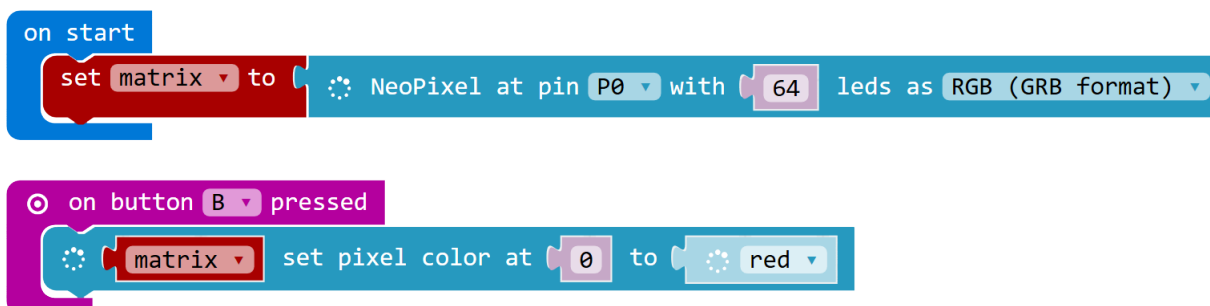 on start
set matrix to NeoPixel at pin P0 with 64 leds as RGB (GRB format)
on button B pressed
matrix set pixel color at 0 to red